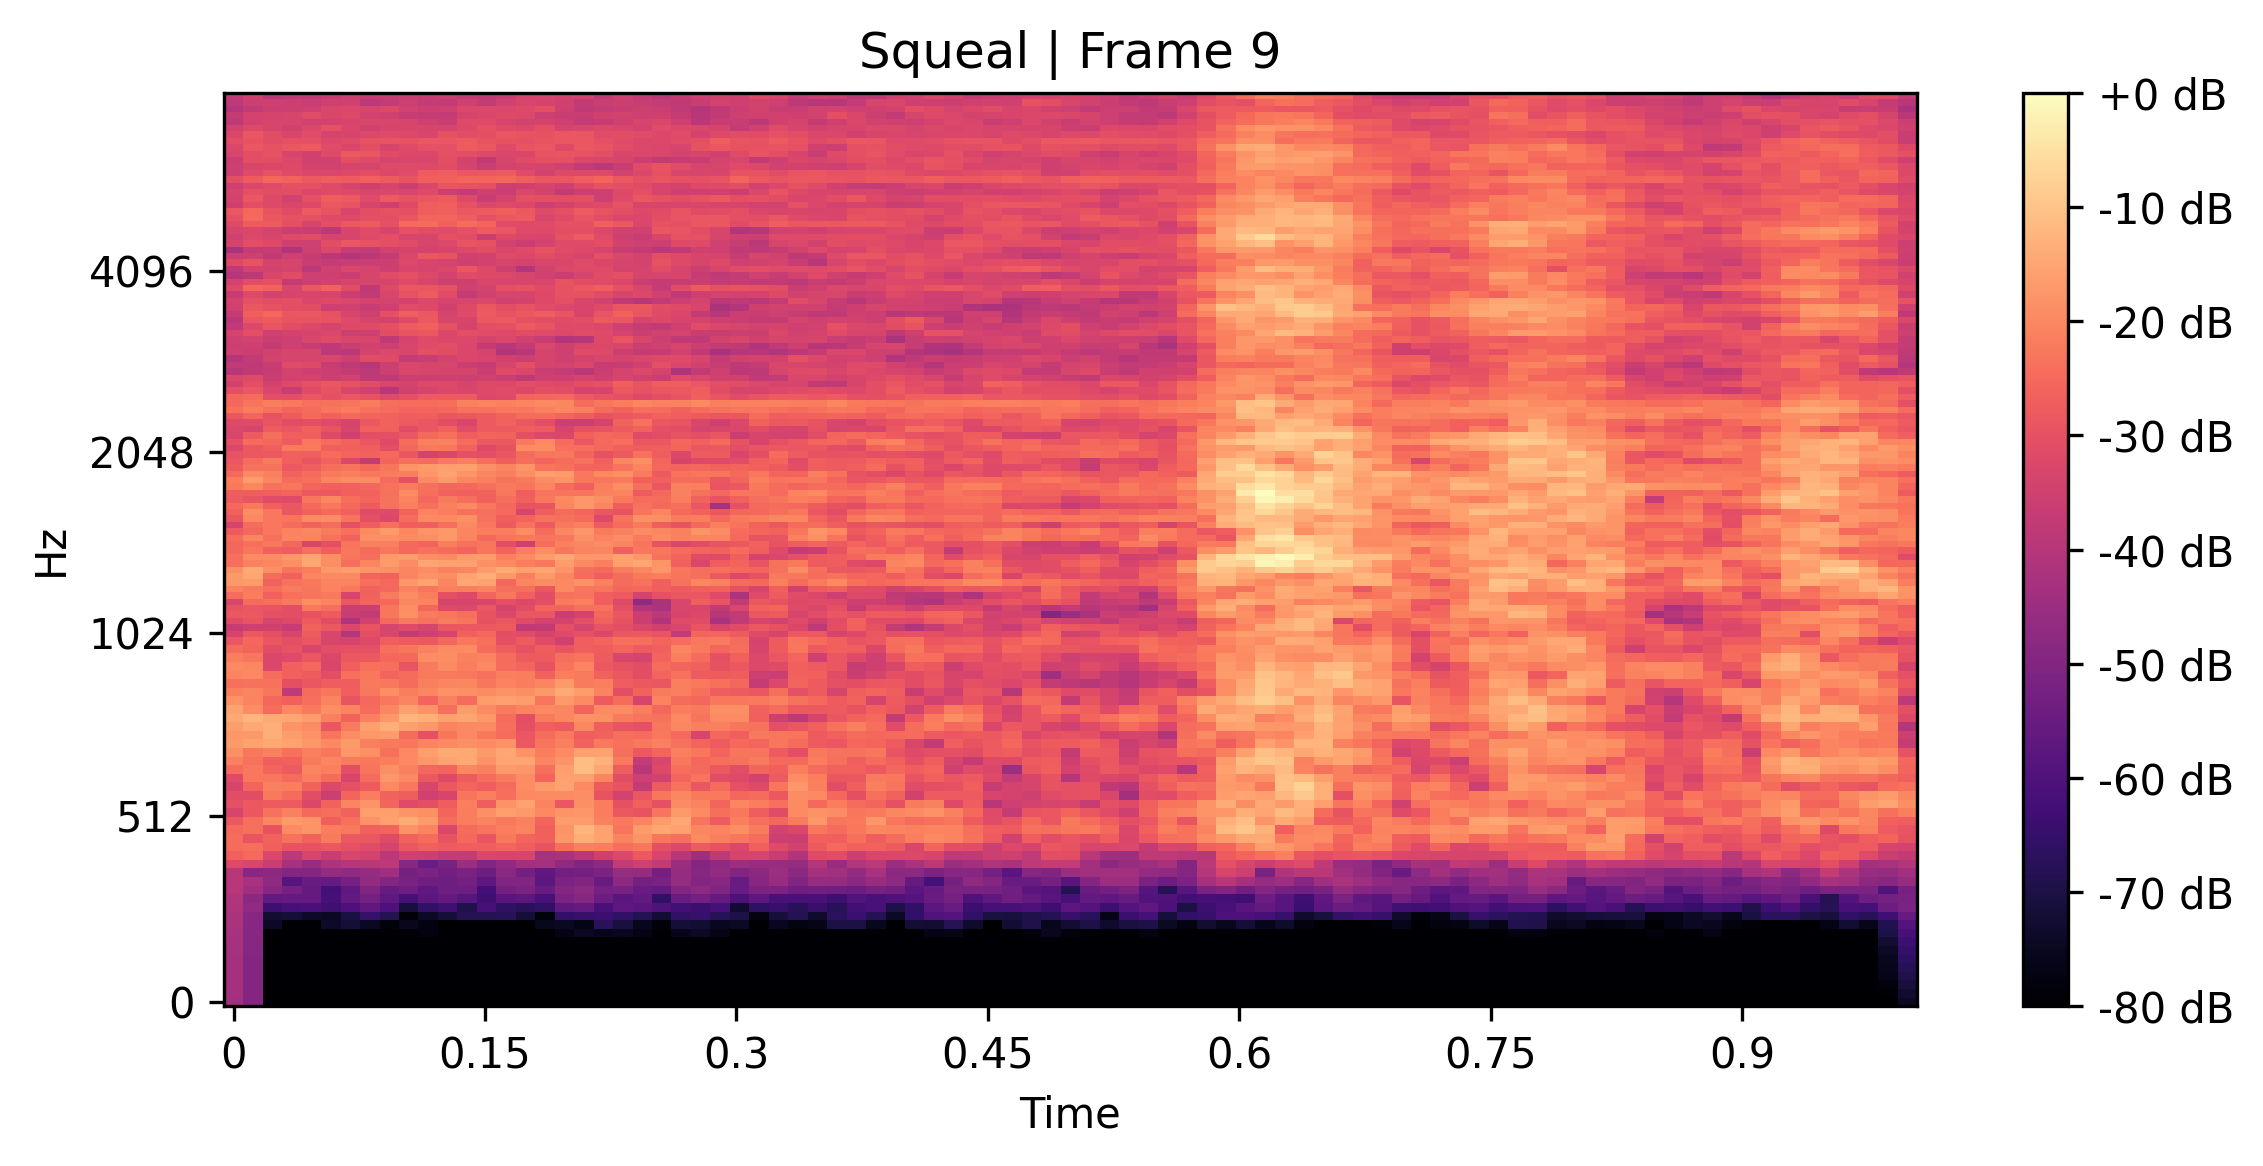 Squeal | Frame 9
Hz
4096
2048
1024
512
0
0 0.15 0.3 0.45 0.6 0.75 0.9
Time
+0 dB
-10 dB
-20 dB
-30 dB
-40 dB
-50 dB
-60 dB
-70 dB
-80 dB